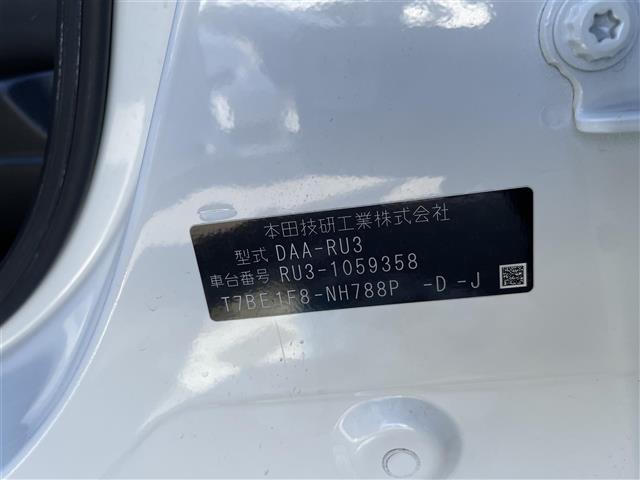 本田技研工業株式会社
型式 DAA-RU3
車台番号 RU3-1059358
T7BE1F8-NH788P -D-J